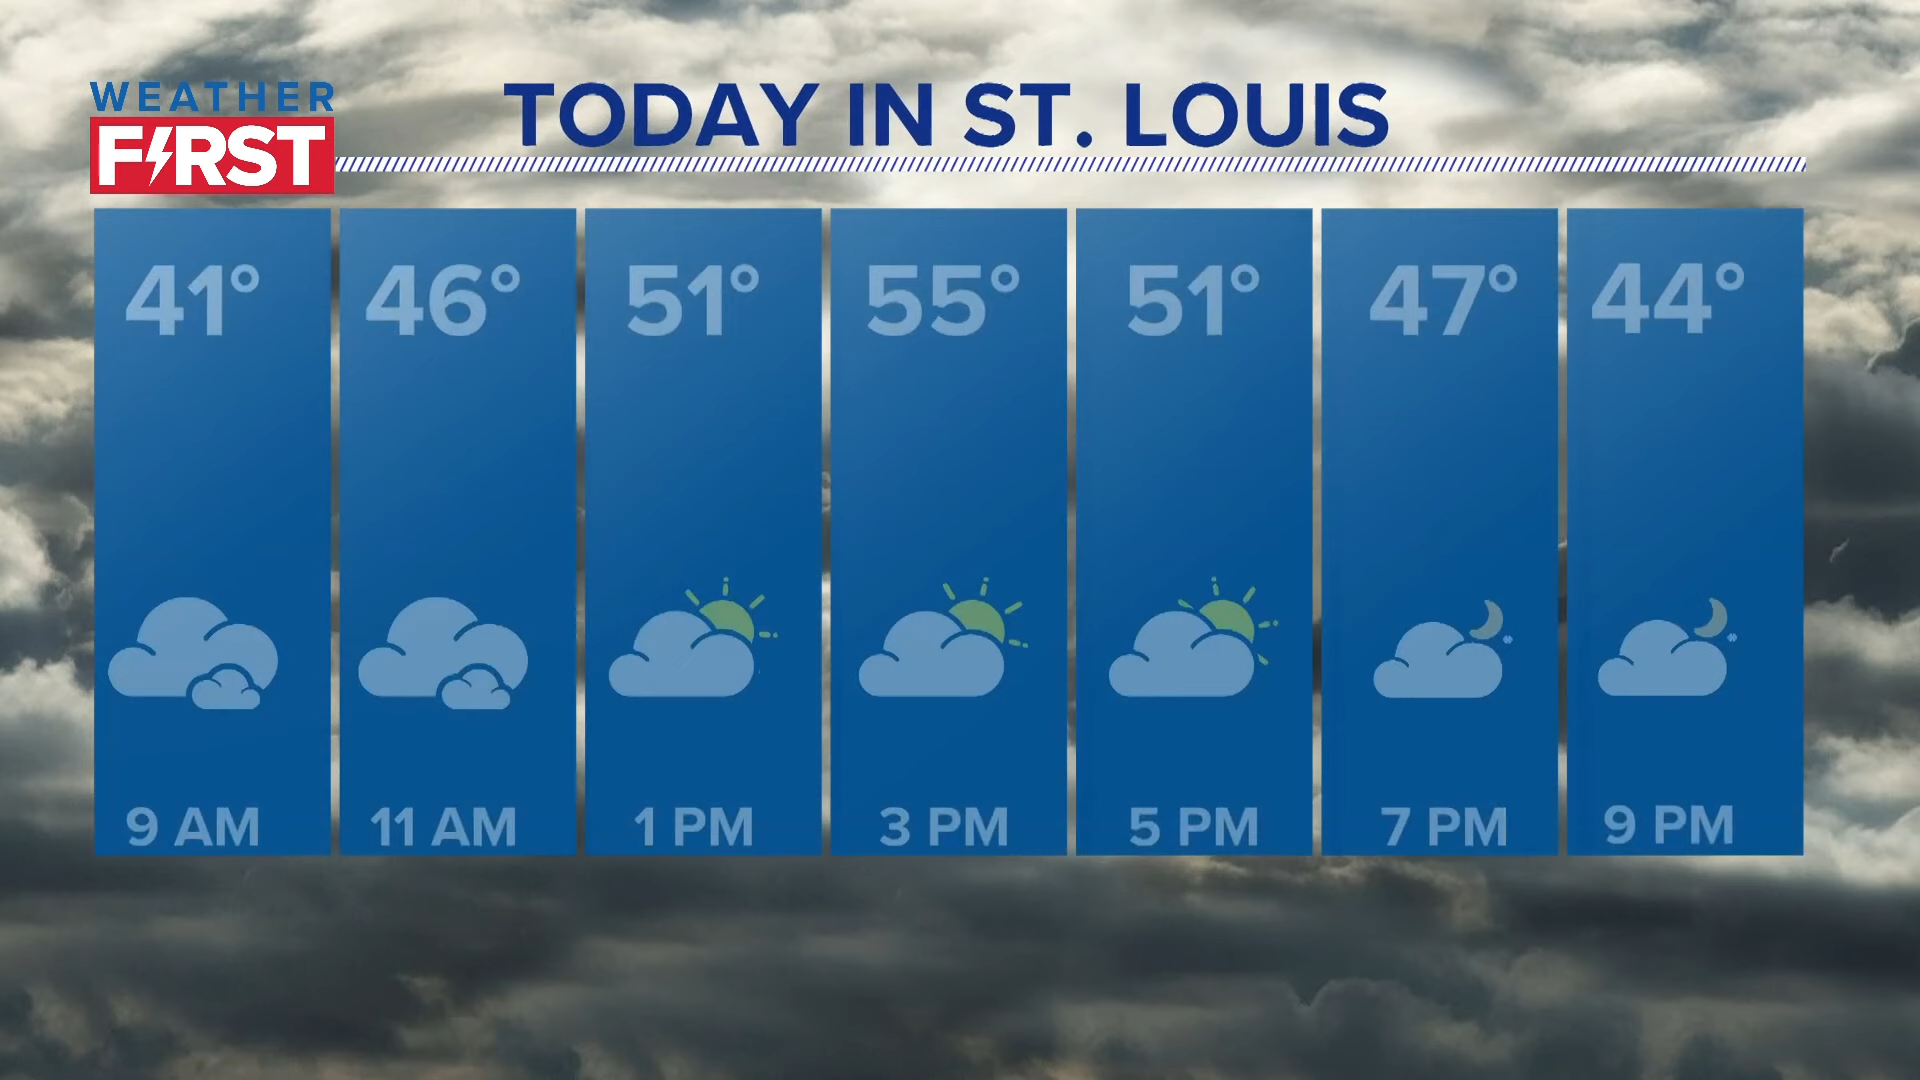 WEATHER
FIRST
TODAY IN ST. LOUIS
41° 46° 51° 55° 51° 47° 44°
9 AM 11 AM 1 PM 3 PM 5 PM 7 PM 9 PM